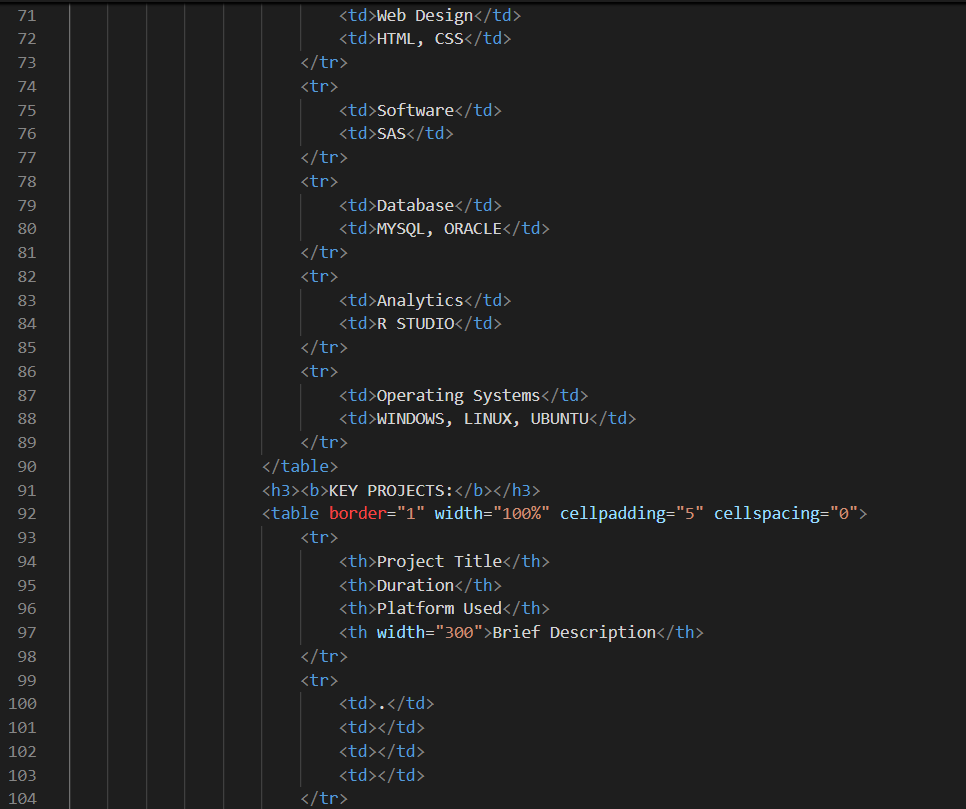 71 <td>Web Design</td>
72 <td>HTML, CSS</td>
73 </tr>
74 <tr>
75 <td>Software</td>
76 <td>SAS</td>
77 </tr>
78 <tr>
79 <td>Database</td>
80 <td>MYSQL, ORACLE</td>
81 </tr>
82 <tr>
83 <td>Analytics</td>
84 <td>R STUDIO</td>
85 </tr>
86 <tr>
87 <td>Operating Systems</td>
88 <td>WINDOWS, LINUX, UBUNTU</td>
89 </tr>
90 </table>
91 <h3><b>KEY PROJECTS:</b></h3>
92 <table border="1" width="100%" cellpadding="5" cellspacing="0">
93 <tr>
94 <th>Project Title</th>
95 <th>Duration</th>
96 <th>Platform Used</th>
97 <th width="300">Brief Description</th>
98 </tr>
99 <tr>
100 <td>.</td>
101 <td></td>
102 <td></td>
103 <td></td>
104 </tr>